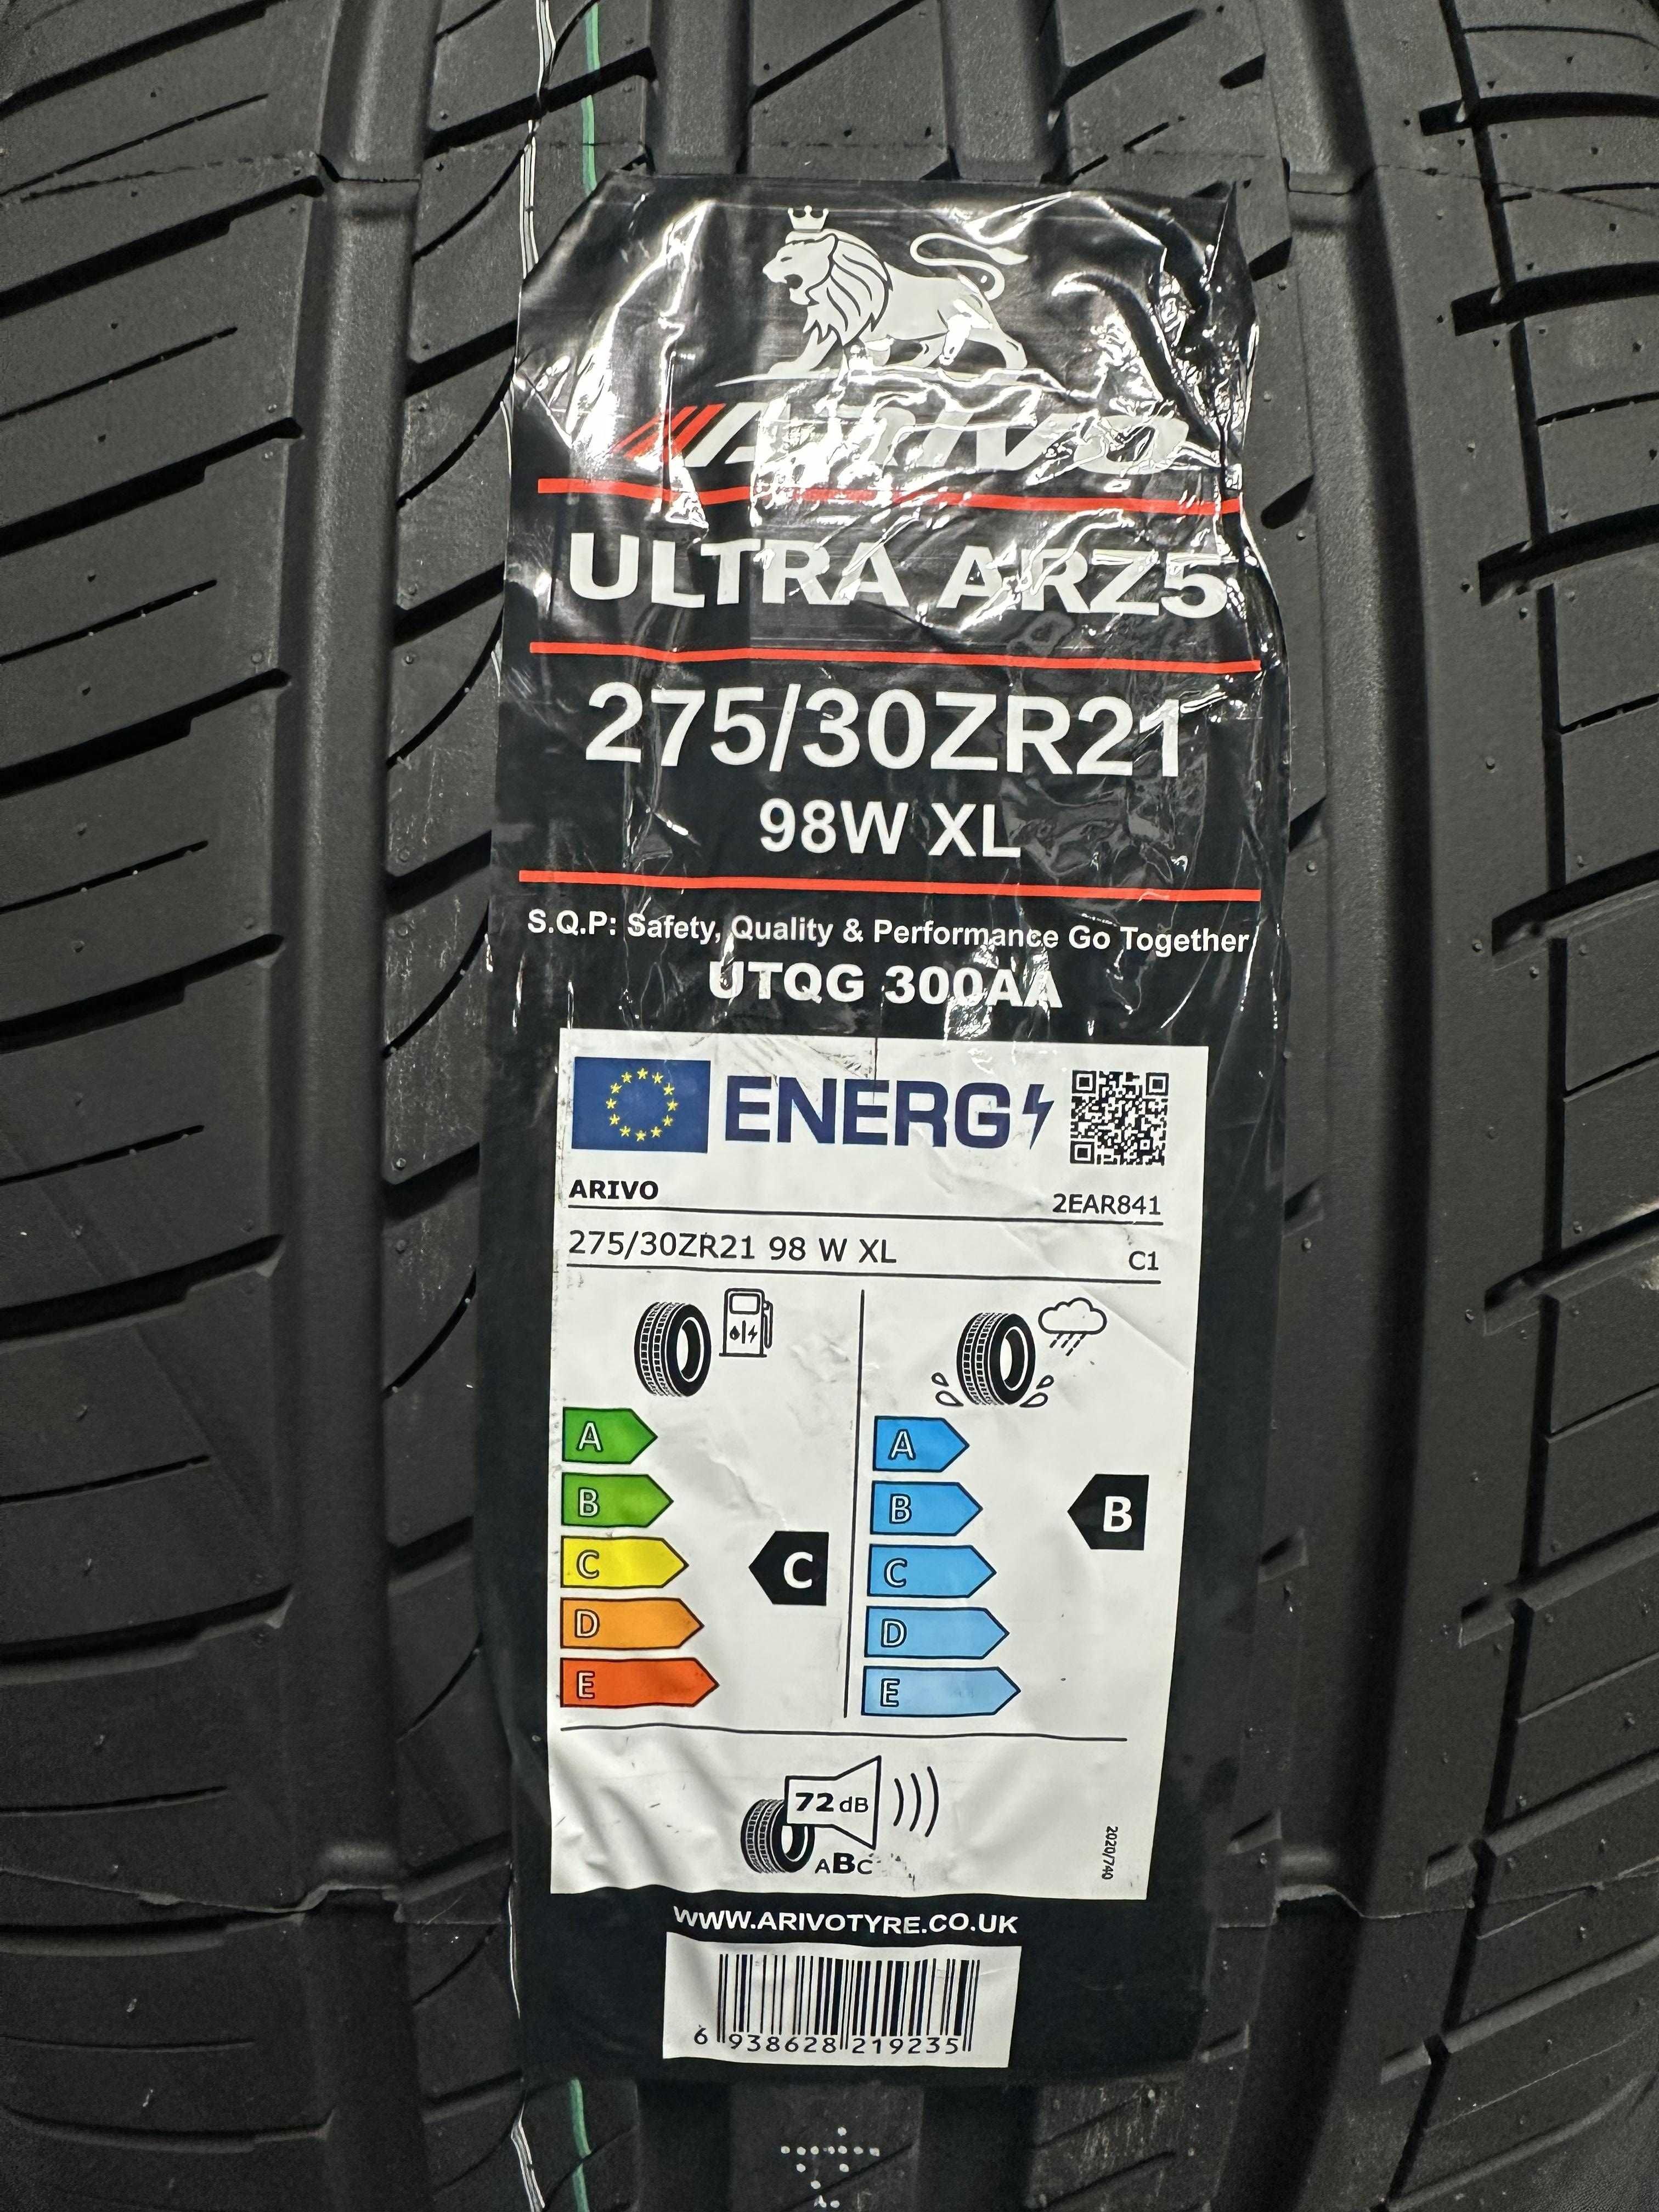 ARIVO
ULTRA ARZ5
275/30ZR21
98W XL
S.Q.P: Safety, Quality & Performance Go Together
UTQG 300AA
ENERG
ARIVO 2EAR841
275/30ZR21 98 W XL C1
A A
B B B
C C C
D D
E E
72 dB
ABC
2020/740
WWW.ARIVOTYRE.CO.UK
6 938628 219235